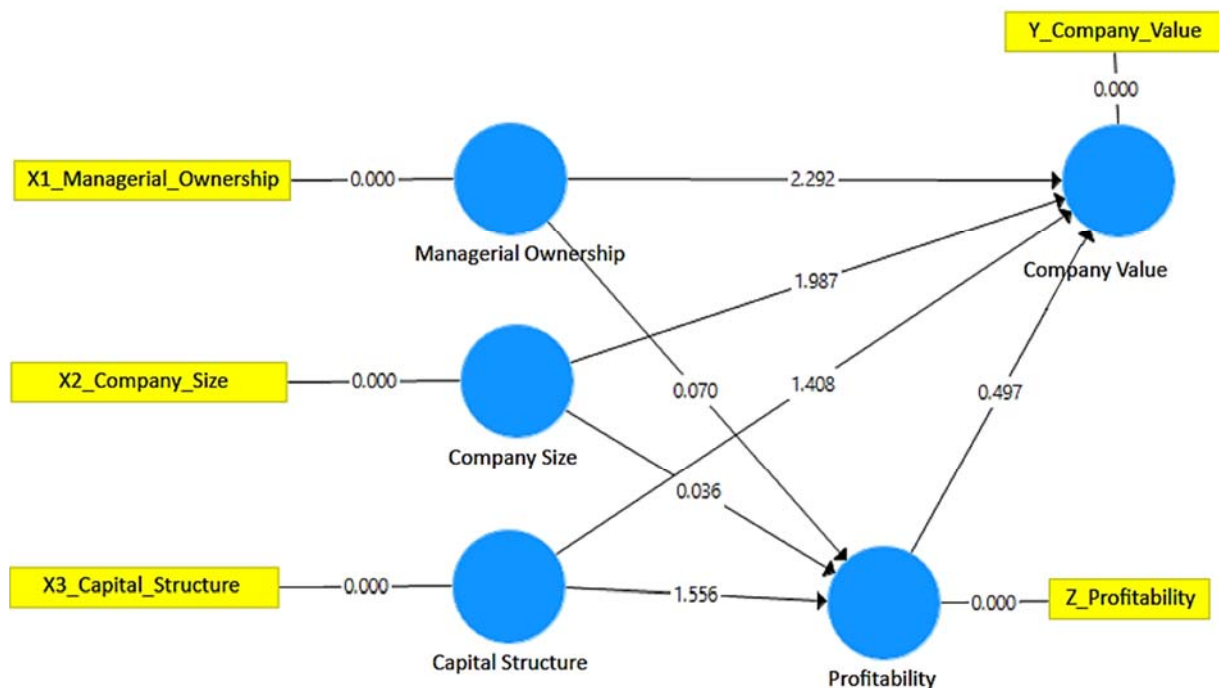 Y_Company_Value
0.000
X1_Managerial_Ownership
0.000
2.292
Managerial Ownership
Company Value
1.987
X2_Company_Size
0.000
0.070
1.408
0.497
Company Size
0.036
X3_Capital_Structure
0.000
1.556
0.000
Z_Profitability
Capital Structure
Profitability